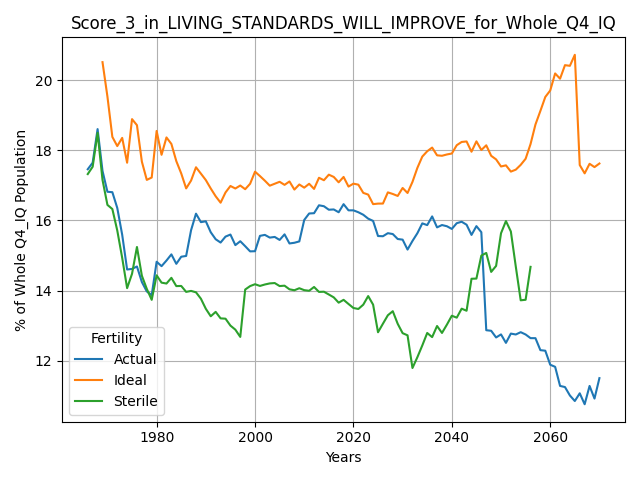 Score_3_in_LIVING_STANDARDS_WILL_IMPROVE_for_Whole_Q4_IQ
% of Whole Q4_IQ Population
20
18
16
14
12
Fertility
Actual
Ideal
Sterile
1980
2000
2020
2040
2060
Years